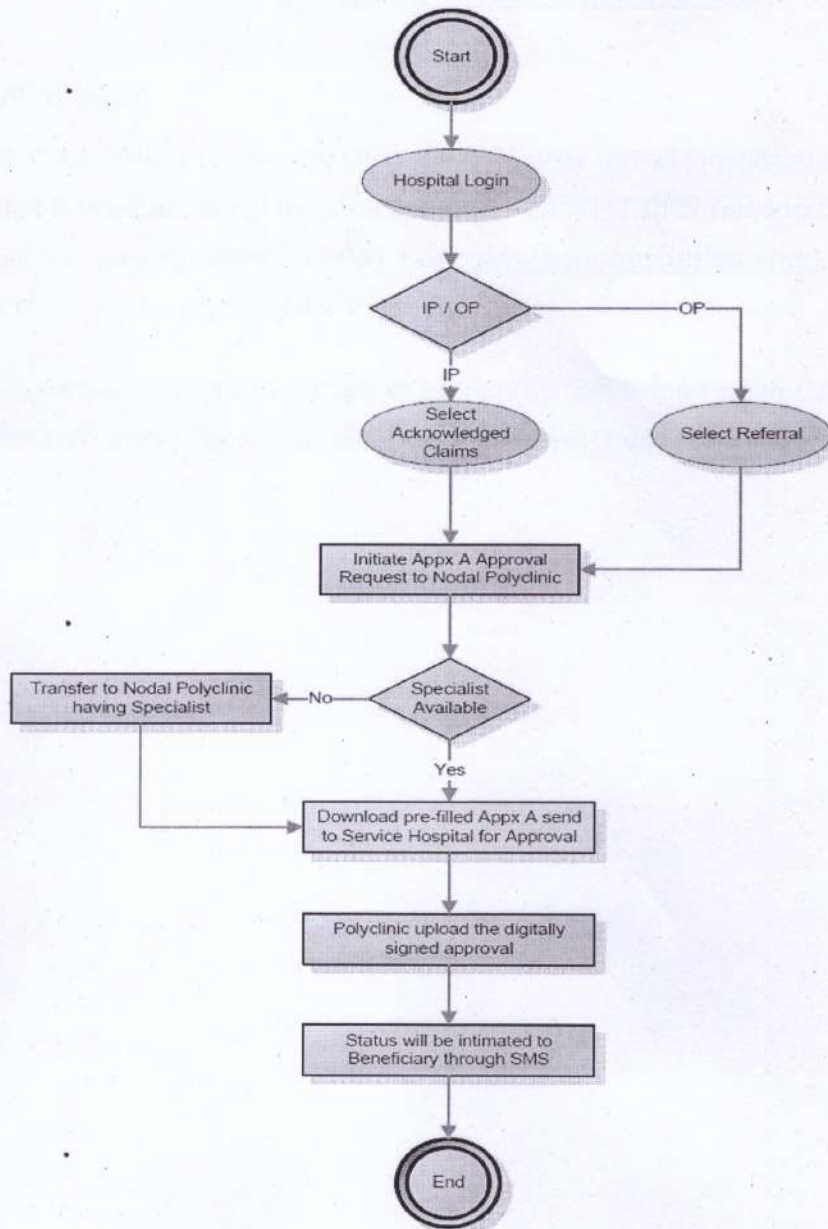 Start
Hospital Login
IP / OP
OP
IP
Select
Acknowledged
Claims
Select Referral
Initiate Appx A Approval
Request to Nodal Polyclinic
Specialist
Available
No
Transfer to Nodal Polyclinic
having Specialist
Yes
Download pre-filled Appx A send
to Service Hospital for Approval
Polyclinic upload the digitally
signed approval
Status will be intimated to
Beneficiary through SMS
End